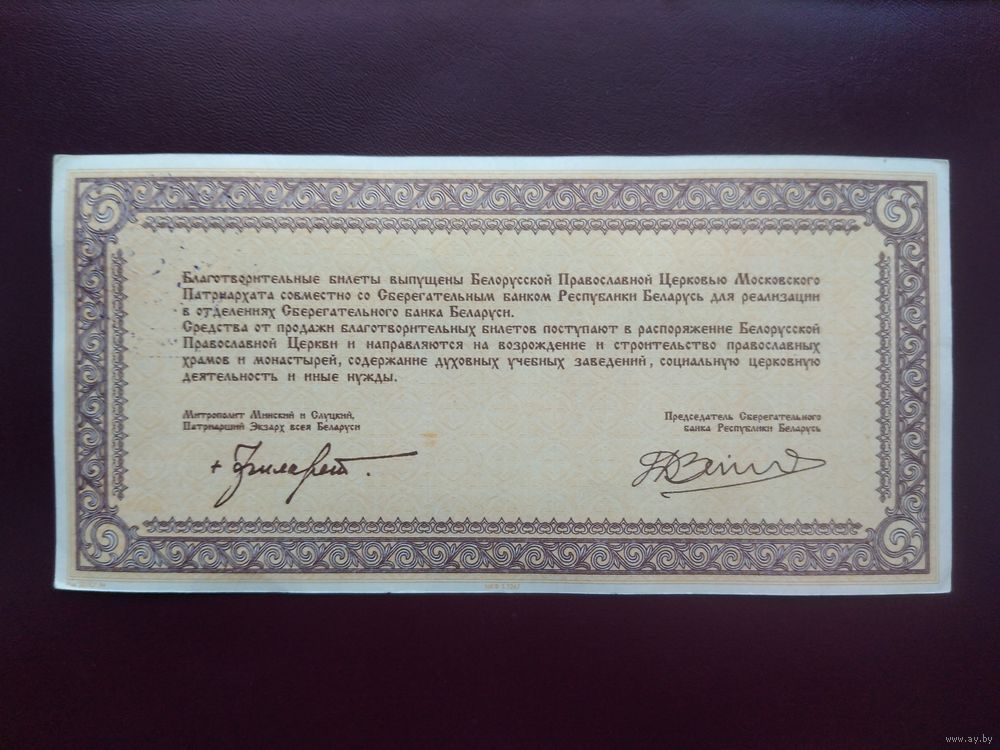 Благотворительные билеты выпущены Белорусской Православной Церковью Московского
Патриархата совместно со Сберегательным банком Республики Беларусь для реализации
в отделениях Сберегательного банка Беларуси.
Средства от продажи благотворительных билетов поступают в распоряжение Белорусской
Православной Церкви и направляются на возрождение и строительство православных
храмов и монастырей, содержание духовных учебных заведений, социальную церковную
деятельность и иные нужды.
Митрополит Минский и Слуцкий,
Патриарший Экзарх всея Беларуси
Председатель Сберегательного
банка Республики Беларусь
+ Филарет.
www.ay.by